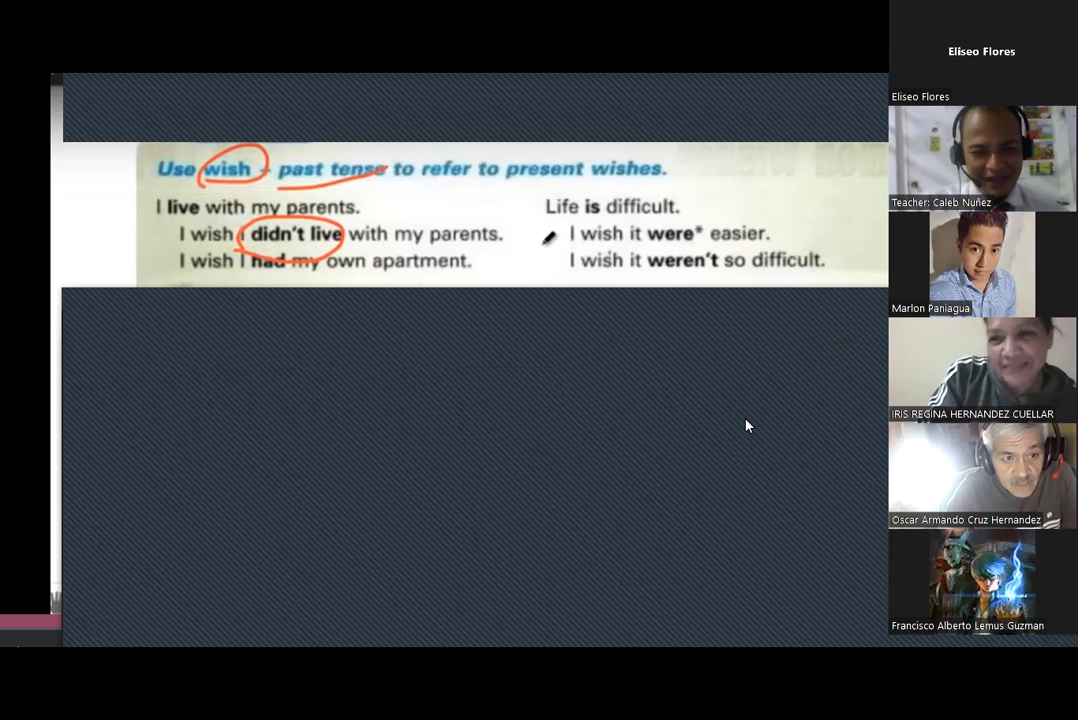 Eliseo Flores
Eliseo Flores
Use wish + past tense to refer to present wishes.
I live with my parents.
I wish I didn't live with my parents.
I wish I had my own apartment.
Life is difficult.
I wish it were* easier.
I wish it weren't so difficult.
Teacher: Caleb Nuñez
Marlon Paniagua
IRIS REGINA HERNANDEZ CUELLAR
Oscar Armando Cruz Hernandez
Francisco Alberto Lemus Guzman